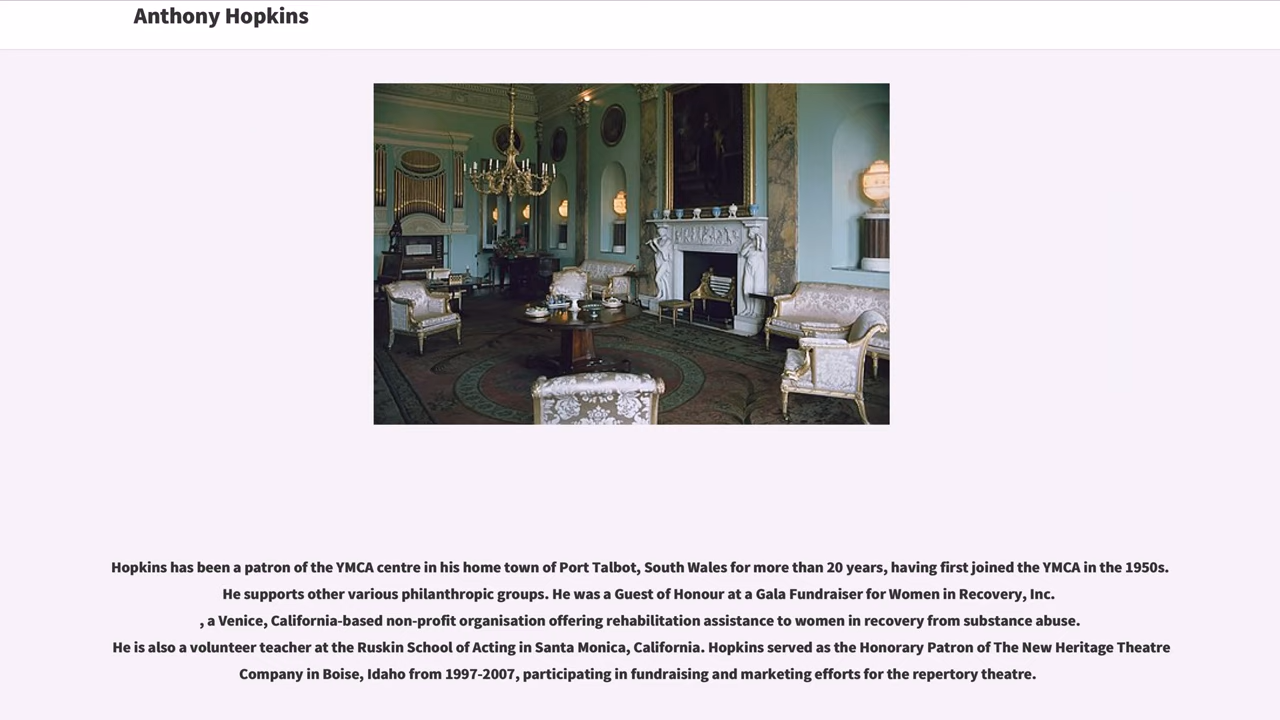 Anthony Hopkins
Hopkins has been a patron of the YMCA centre in his home town of Port Talbot, South Wales for more than 20 years, having first joined the YMCA in the 1950s.
He supports other various philanthropic groups. He was a Guest of Honour at a Gala Fundraiser for Women in Recovery, Inc.
, a Venice, California-based non-profit organisation offering rehabilitation assistance to women in recovery from substance abuse.
He is also a volunteer teacher at the Ruskin School of Acting in Santa Monica, California. Hopkins served as the Honorary Patron of The New Heritage Theatre
Company in Boise, Idaho from 1997-2007, participating in fundraising and marketing efforts for the repertory theatre.